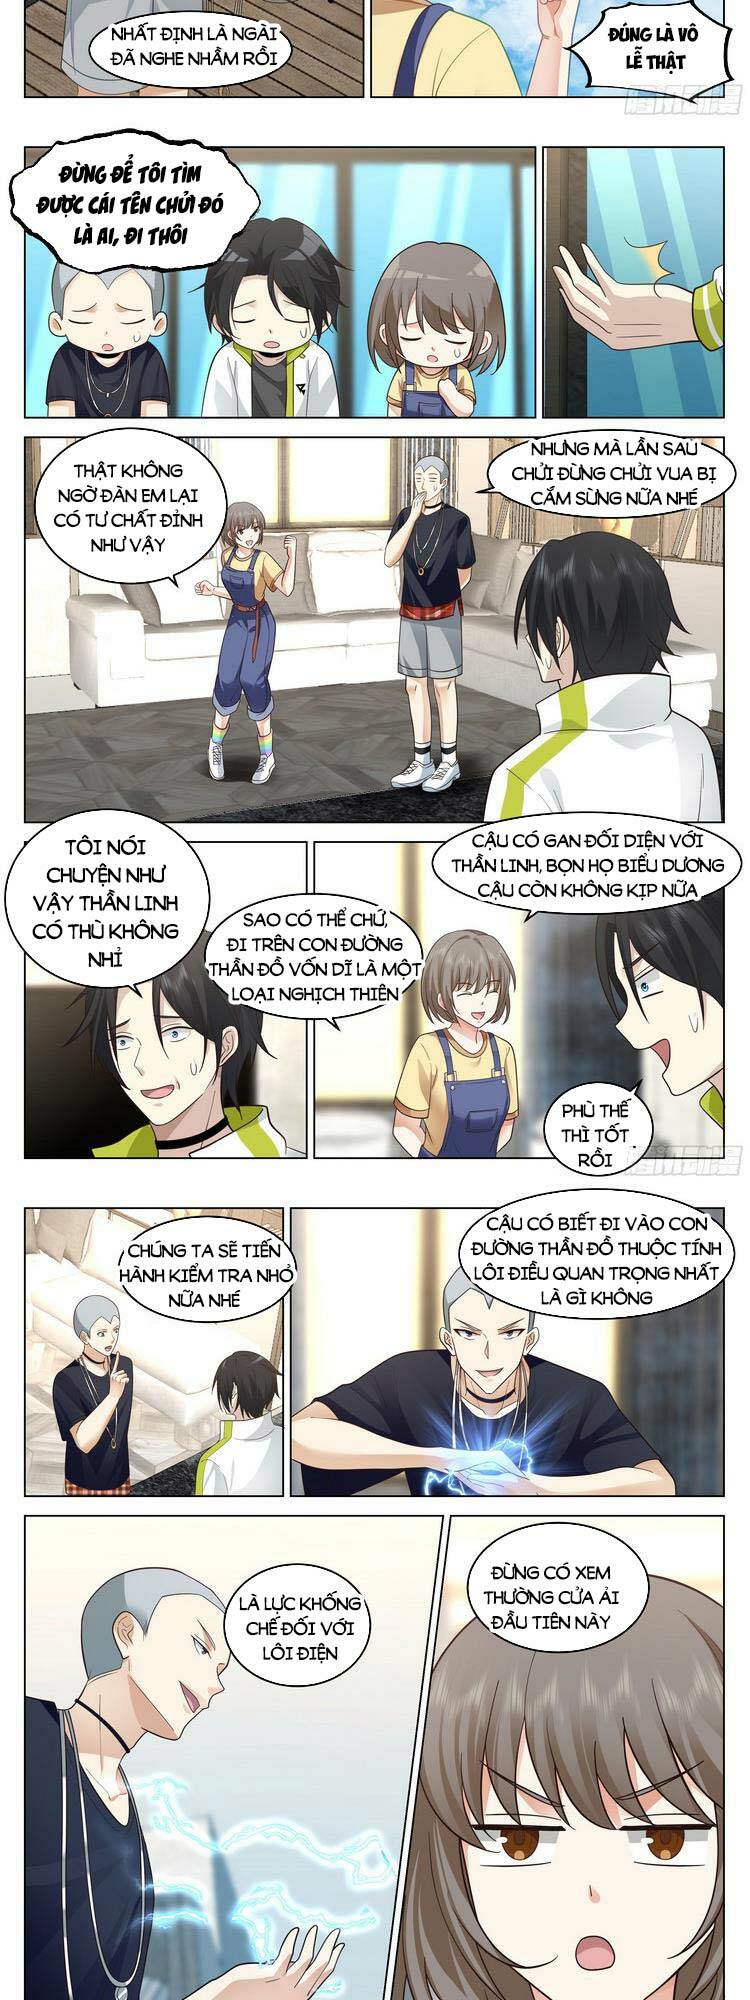 NHẤT ĐỊNH LÀ NGÀI
ĐÃ NGHE NHẦM RỒI
ĐÚNG LÀ VÔ
LỄ THẬT
ĐỪNG ĐỂ TÔI TÌM
ĐƯỢC CÁI TÊN CHỬI ĐÓ
LÀ AI, ĐI THÔI
THẬT KHÔNG
NGỜ ĐÀN EM LẠI
CÓ TƯ CHẤT ĐỈNH
NHƯ VẬY
NHƯNG MÀ LẦN SAU
CHỬI ĐỪNG CHỬI VUA BỊ
CẮM SỪNG NỮA NHÉ
TÔI NÓI
CHUYỆN NHƯ
VẬY THẦN LINH
CÓ THÙ KHÔNG
NHỈ
SAO CÓ THỂ CHỨ,
ĐI TRÊN CON ĐƯỜNG
THẦN ĐỒ VỐN DĨ LÀ MỘT
LOẠI NGHỊCH THIÊN
CẬU CÓ GAN ĐỐI DIỆN VỚI
THẦN LINH, BỌN HỌ BIỂU DƯƠNG
CẬU CÒN KHÔNG KỊP NỮA
PHÙ THẾ
THÌ TỐT
RỒI
CHÚNG TA SẼ TIẾN
HÀNH KIỂM TRA NHỎ
NỮA NHÉ
CẬU CÓ BIẾT ĐI VÀO CON
ĐƯỜNG THẦN ĐỒ THUỘC TÍNH
LÔI ĐIỀU QUAN TRỌNG NHẤT
LÀ GÌ KHÔNG
LÀ LỰC KHỐNG
CHẾ ĐỐI VỚI
LÔI ĐIỆN
ĐỪNG CÓ XEM
THƯỜNG CỬA ẢI
ĐẦU TIÊN NÀY